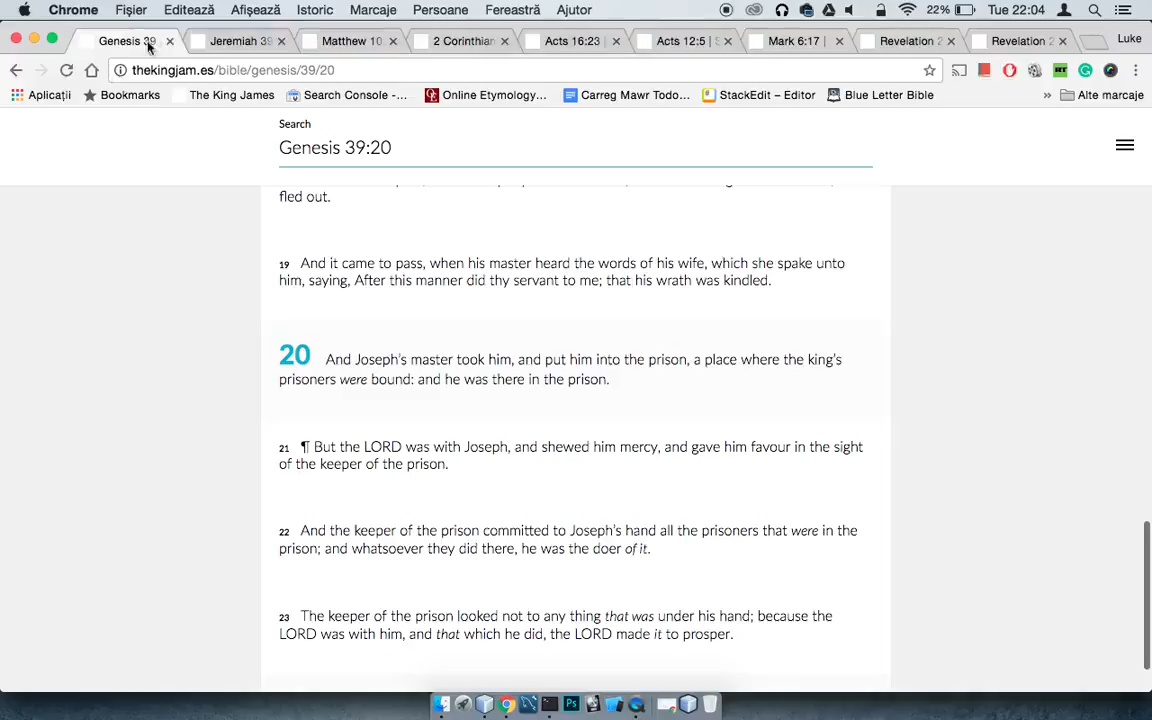 Chrome Fișier Editează Afișează Istoric Marcaje Persoane Fereastră Ajutor 22% Tue 22:04
Genesis 39 Jeremiah 39 Matthew 10 2 Corinthian Acts 16:23 | Acts 12:5 | S Mark 6:17 | Revelation 2 Revelation 2 Luke
thekingjam.es/bible/genesis/39/20
Aplicații Bookmarks The King James Search Console -... Online Etymology... Carreg Mawr Todo... StackEdit – Editor Blue Letter Bible » Alte marcaje
Search
Genesis 39:20
fled out.
19 And it came to pass, when his master heard the words of his wife, which she spake unto
him, saying, After this manner did thy servant to me; that his wrath was kindled.
20 And Joseph's master took him, and put him into the prison, a place where the king's
prisoners were bound: and he was there in the prison.
21 ¶ But the LORD was with Joseph, and shewed him mercy, and gave him favour in the sight
of the keeper of the prison.
22 And the keeper of the prison committed to Joseph's hand all the prisoners that were in the
prison; and whatsoever they did there, he was the doer of it.
23 The keeper of the prison looked not to any thing that was under his hand; because the
LORD was with him, and that which he did, the LORD made it to prosper.